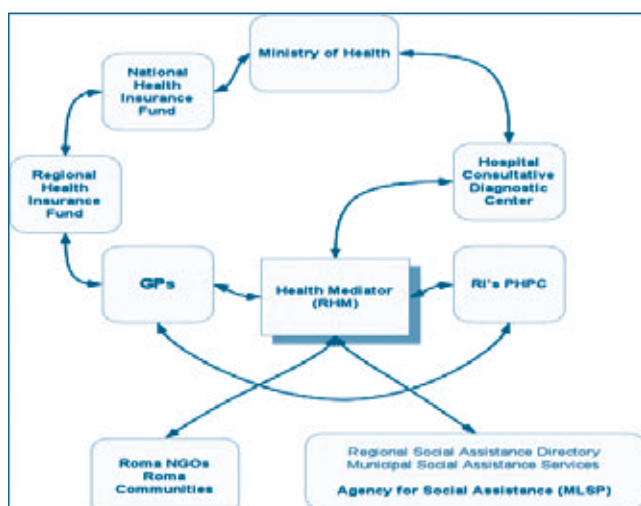 Ministry of Health
National
Health
Insurance
Fund
Regional
Health
Insurance
Fund
Hospital
Consultative
Diagnostic
Center
GPs
Health Mediator
(RHM)
RI's PHPC
Roma NGOs
Roma
Communities
Regional Social Assistance Directory
Municipal Social Assistance Services
Agency for Social Assistance (MLSP)